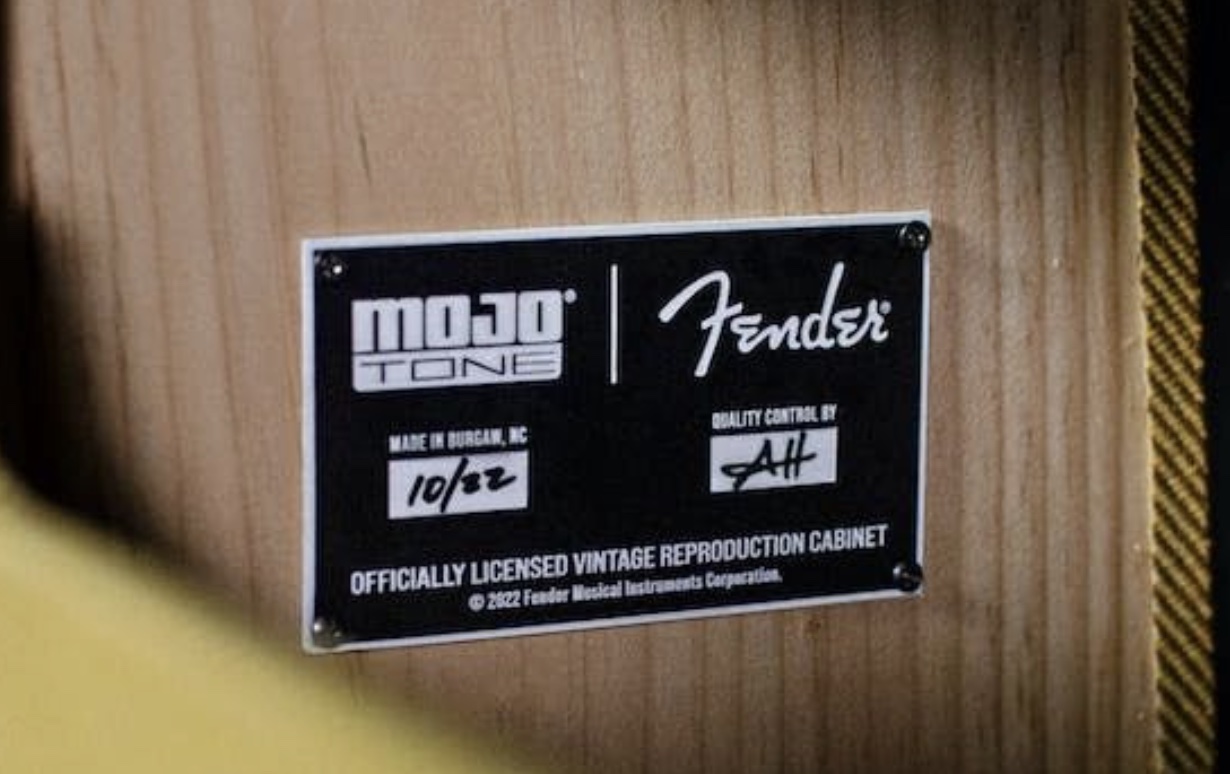 MOJO®
TONE
Fender®
MADE IN BURGAW, NC
10/22
QUALITY CONTROL BY
AH
OFFICIALLY LICENSED VINTAGE REPRODUCTION CABINET
© 2022 Fender Musical Instruments Corporation.